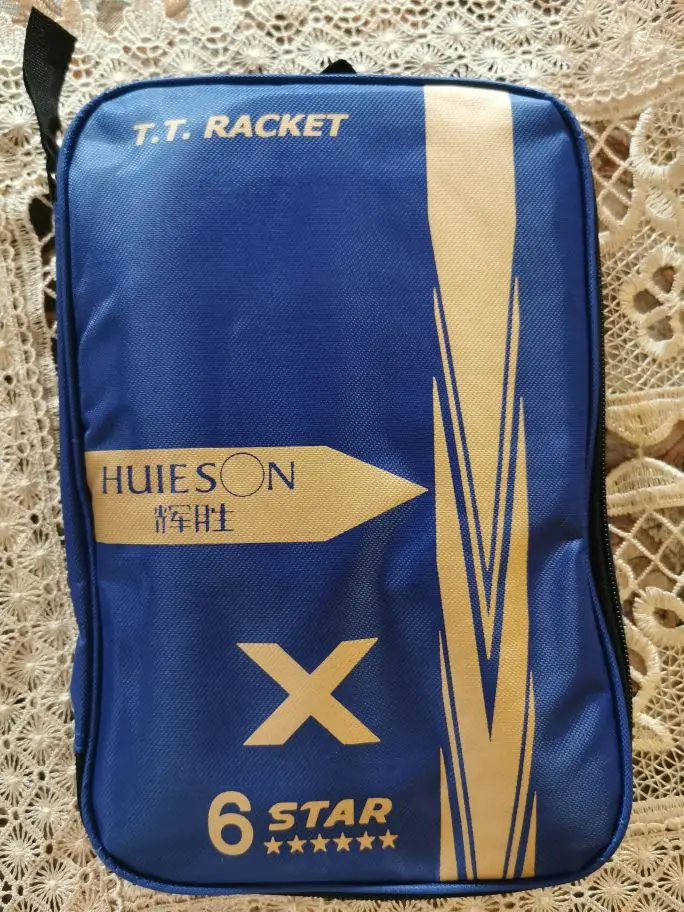 T.T. RACKET
HUIESON
辉胜
X
6 STAR